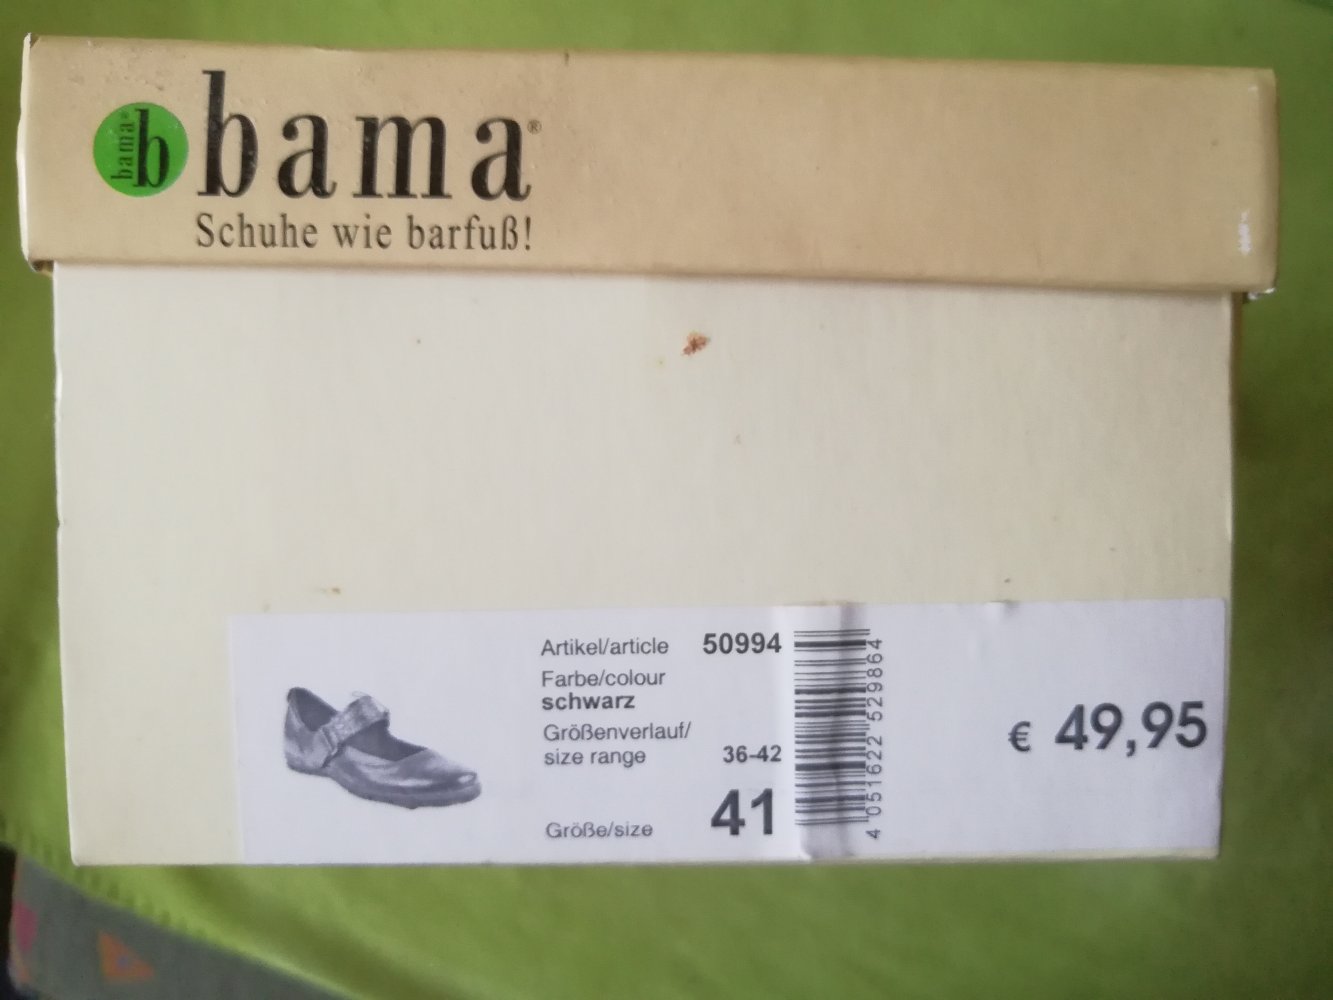 bama b
bama®
Schuhe wie barfuß!
Artikel/article 50994
Farbe/colour
schwarz
Größenverlauf/
size range 36-42
Größe/size 41
4 051622 529864
€ 49,95